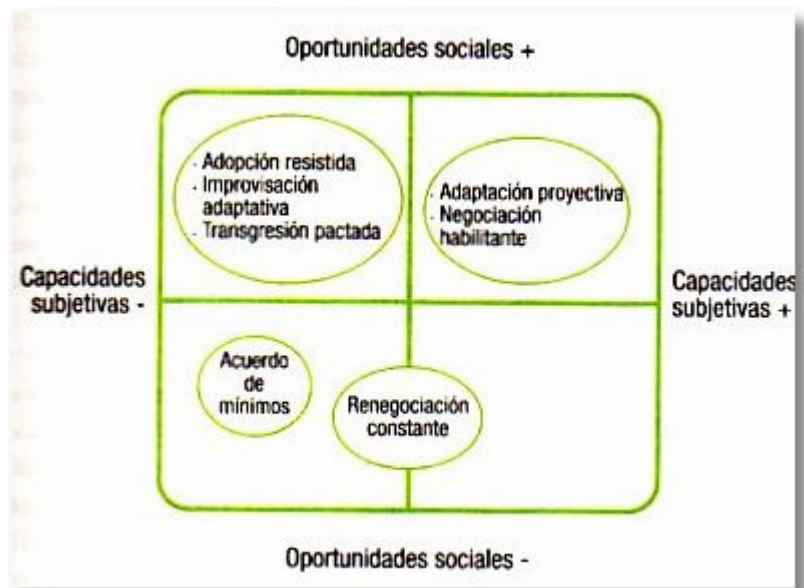 Oportunidades sociales +
. Adopción resistida
. Improvisación
adaptativa
. Transgresión pactada
. Adaptación proyectiva
. Negociación
habilitante
Capacidades
subjetivas -
Capacidades
subjetivas +
Acuerdo
de
mínimos
Renegociación
constante
Oportunidades sociales -